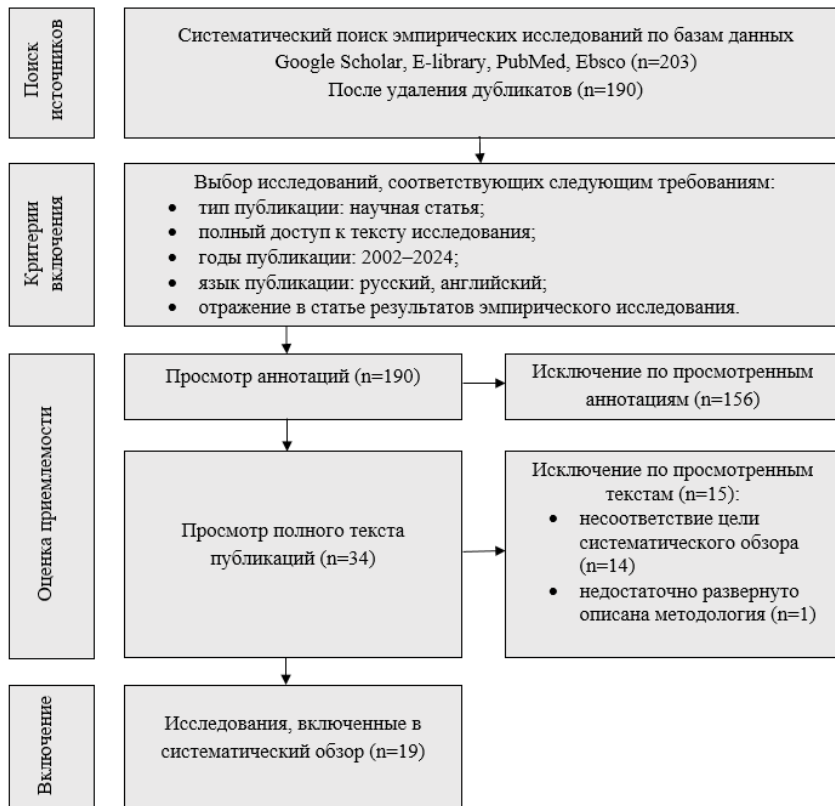 Поиск
источников
Систематический поиск эмпирических исследований по базам данных
Google Scholar, E-library, PubMed, Ebsco (n=203)
После удаления дубликатов (n=190)
Критерии
включения
Выбор исследований, соответствующих следующим требованиям:
• тип публикации: научная статья;
• полный доступ к тексту исследования;
• годы публикации: 2002–2024;
• язык публикации: русский, английский;
• отражение в статье результатов эмпирического исследования.
Оценка приемлемости
Просмотр аннотаций (n=190)
Исключение по просмотренным
аннотациям (n=156)
Просмотр полного текста
публикаций (n=34)
Исключение по просмотренным
текстам (n=15):
• несоответствие цели
систематического обзора
(n=14)
• недостаточно развернуто
описана методология (n=1)
Включение
Исследования, включенные в
систематический обзор (n=19)